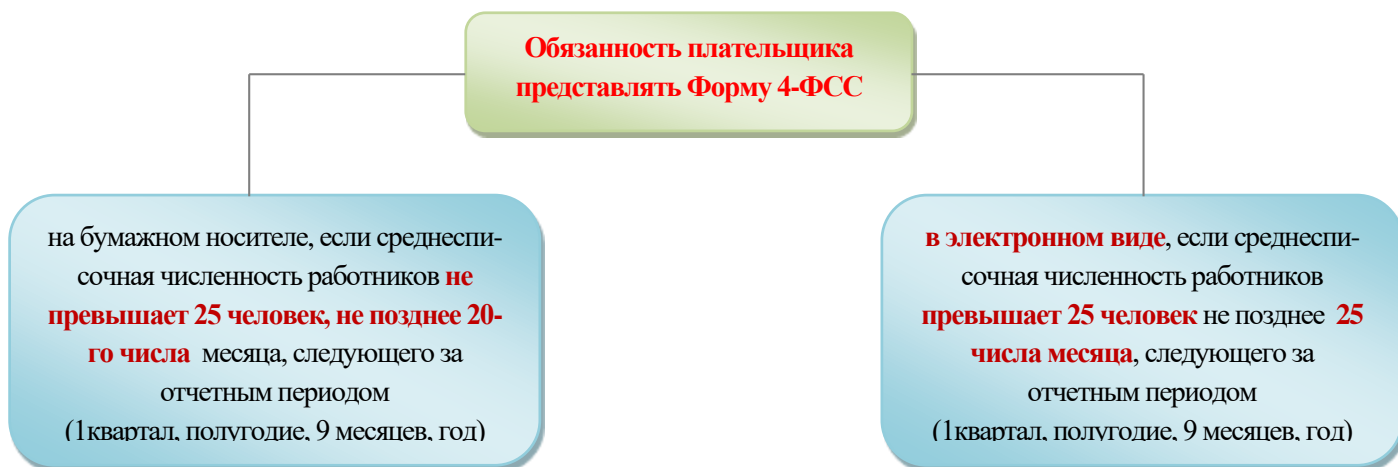 Обязанность плательщика
представлять Форму 4-ФСС
на бумажном носителе, если среднеспи-
сочная численность работников не
превышает 25 человек, не позднее 20-
го числа месяца, следующего за
отчетным периодом
(1квартал, полугодие, 9 месяцев, год)
в электронном виде, если среднеспи-
сочная численность работников
превышает 25 человек не позднее 25
числа месяца, следующего за
отчетным периодом
(1квартал, полугодие, 9 месяцев, год)